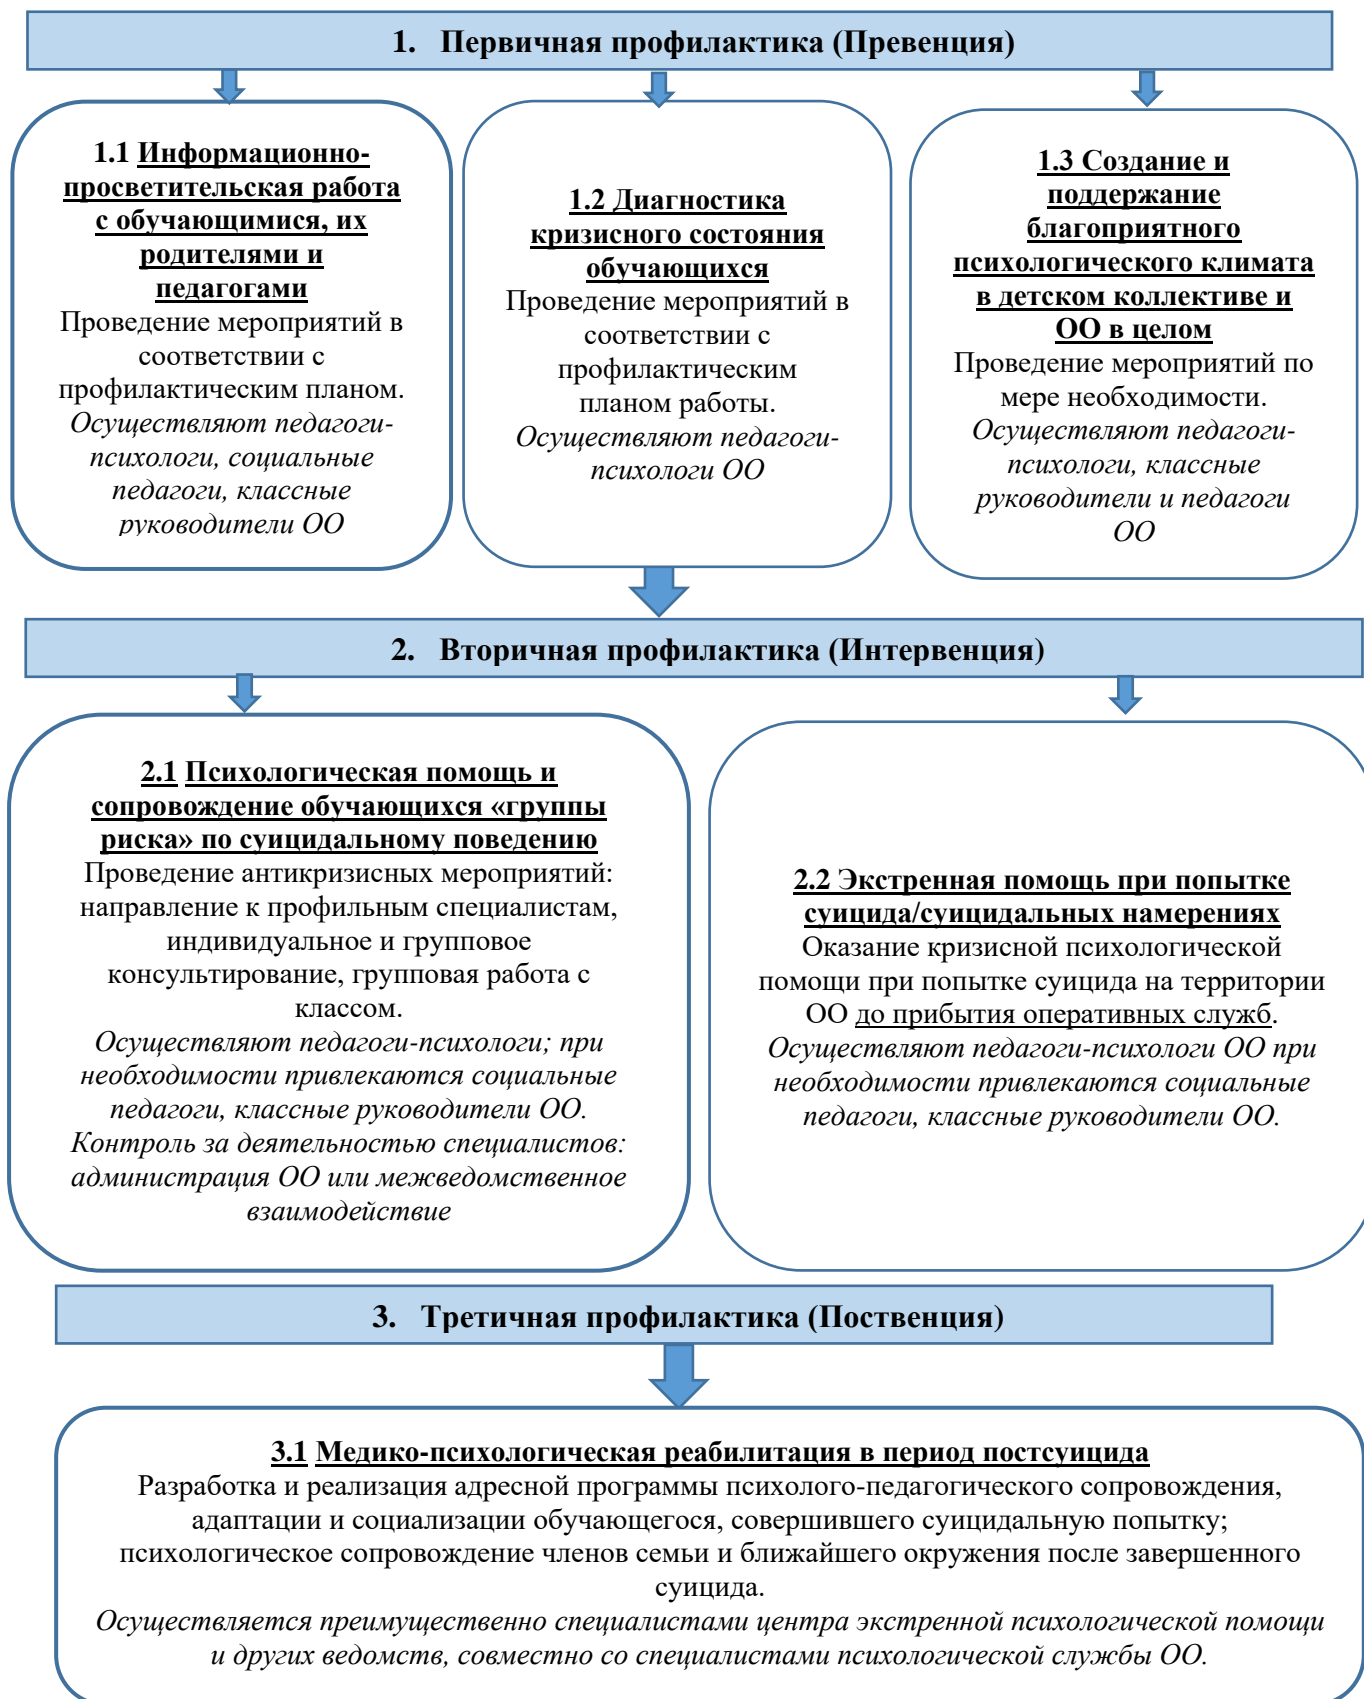 1. Первичная профилактика (Превенция)
1.1 Информационно-
просветительская работа
с обучающимися, их
родителями и
педагогами
Проведение мероприятий в
соответствии с
профилактическим планом.
Осуществляют педагоги-
психологи, социальные
педагоги, классные
руководители ОО
1.2 Диагностика
кризисного состояния
обучающихся
Проведение мероприятий в
соответствии с
профилактическим
планом работы.
Осуществляют педагоги-
психологи ОО
1.3 Создание и
поддержание
благоприятного
психологического климата
в детском коллективе и
ОО в целом
Проведение мероприятий по
мере необходимости.
Осуществляют педагоги-
психологи, классные
руководители и педагоги
ОО
2. Вторичная профилактика (Интервенция)
2.1 Психологическая помощь и
сопровождение обучающихся «группы
риска» по суицидальному поведению
Проведение антикризисных мероприятий:
направление к профильным специалистам,
индивидуальное и групповое
консультирование, групповая работа с
классом.
Осуществляют педагоги-психологи; при
необходимости привлекаются социальные
педагоги, классные руководители ОО.
Контроль за деятельностью специалистов:
администрация ОО или межведомственное
взаимодействие
2.2 Экстренная помощь при попытке
суицида/суицидальных намерениях
Оказание кризисной психологической
помощи при попытке суицида на территории
ОО до прибытия оперативных служб.
Осуществляют педагоги-психологи ОО при
необходимости привлекаются социальные
педагоги, классные руководители ОО.
3. Третичная профилактика (Поственция)
3.1 Медико-психологическая реабилитация в период постсуицида
Разработка и реализация адресной программы психолого-педагогического сопровождения,
адаптации и социализации обучающегося, совершившего суицидальную попытку;
психологическое сопровождение членов семьи и ближайшего окружения после завершенного
суицида.
Осуществляется преимущественно специалистами центра экстренной психологической помощи
и других ведомств, совместно со специалистами психологической службы ОО.